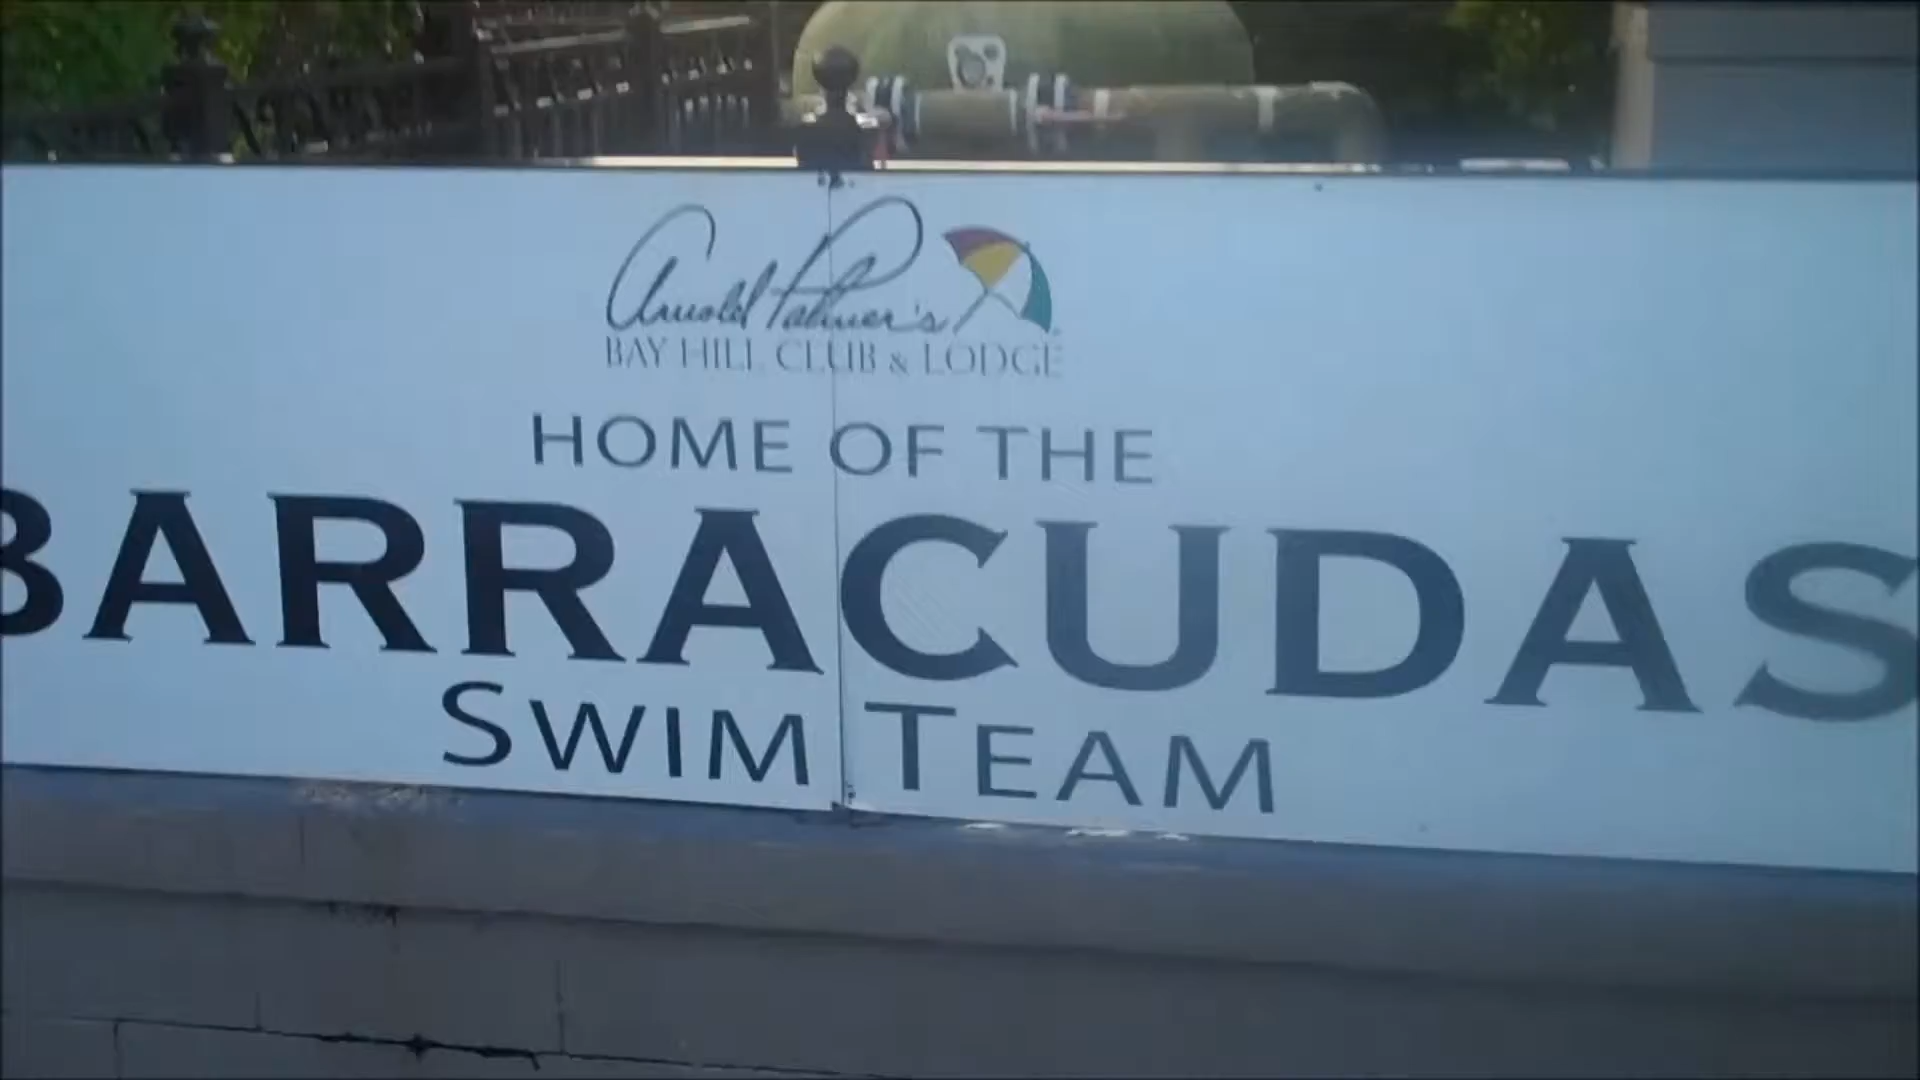 Arnold Palmer's
BAY HILL CLUB & LODGE
HOME OF THE
BARRACUDAS
SWIM TEAM